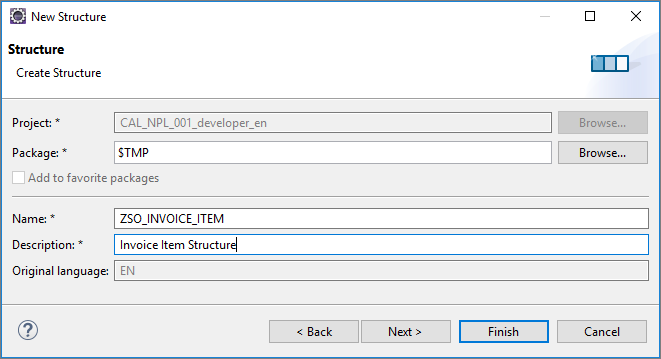 New Structure
Structure
Create Structure
Project: * CAL_NPL_001_developer_en Browse...
Package: * $TMP Browse...
Add to favorite packages
Name: * ZSO_INVOICE_ITEM
Description: * Invoice Item Structure
Original language: EN
? < Back Next > Finish Cancel